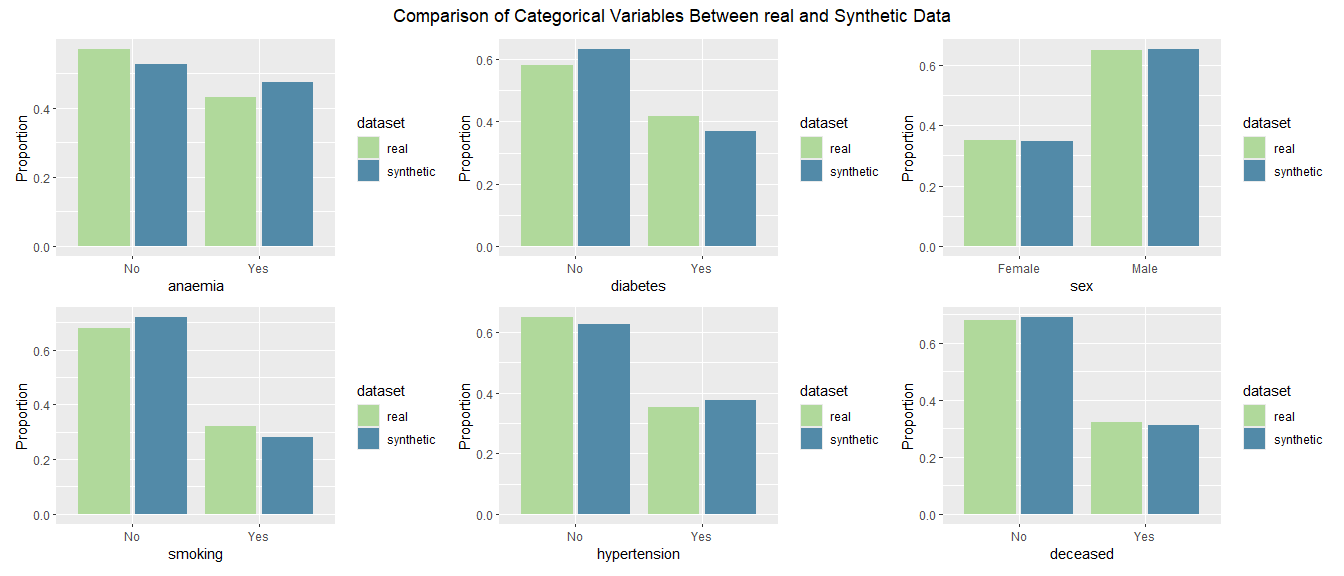 Comparison of Categorical Variables Between real and Synthetic Data
Proportion
0.4
0.2
0.0
No Yes
anaemia
dataset
real
synthetic
Proportion
0.6
0.4
0.2
0.0
No Yes
diabetes
dataset
real
synthetic
Proportion
0.6
0.4
0.2
0.0
Female Male
sex
dataset
real
synthetic
Proportion
0.6
0.4
0.2
0.0
No Yes
smoking
dataset
real
synthetic
Proportion
0.6
0.4
0.2
0.0
No Yes
hypertension
dataset
real
synthetic
Proportion
0.6
0.4
0.2
0.0
No Yes
deceased
dataset
real
synthetic